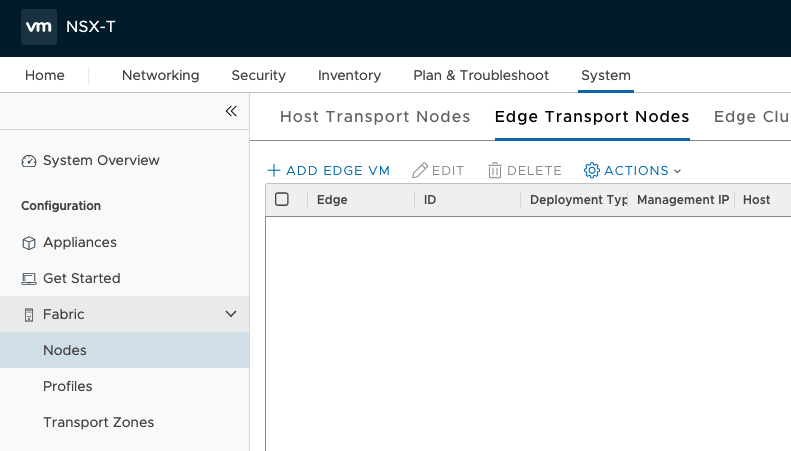 vm NSX-T
Home Networking Security Inventory Plan & Troubleshoot System
Host Transport Nodes Edge Transport Nodes Edge Clu
System Overview
ADD EDGE VM EDIT DELETE ACTIONS
Edge ID Deployment Typ Management IP Host
Configuration
Appliances
Get Started
Fabric
Nodes
Profiles
Transport Zones